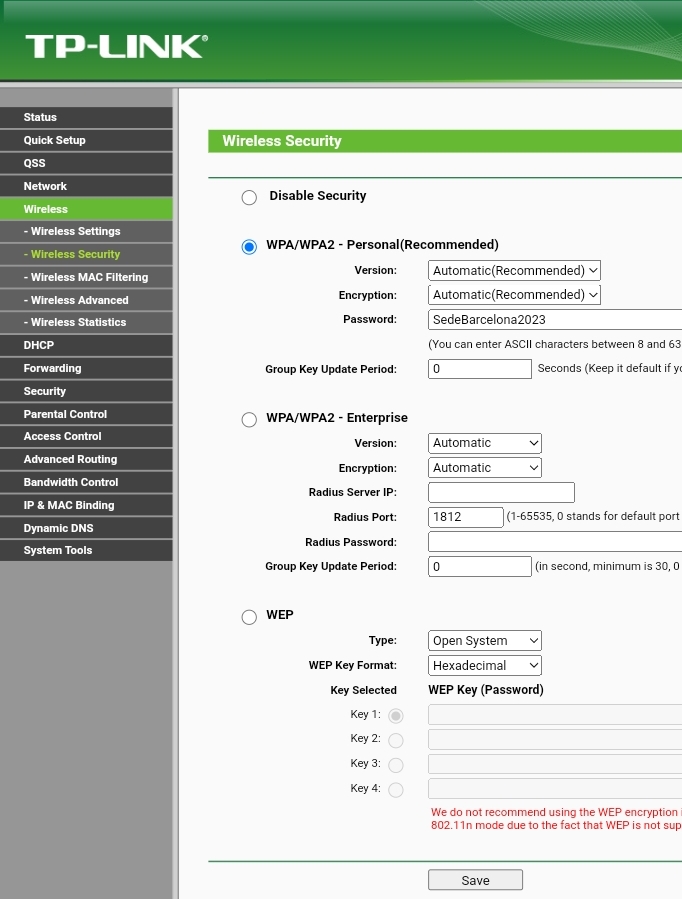 TP-LINK®
Status
Quick Setup
QSS
Network
Wireless
- Wireless Settings
- Wireless Security
- Wireless MAC Filtering
- Wireless Advanced
- Wireless Statistics
DHCP
Forwarding
Security
Parental Control
Access Control
Advanced Routing
Bandwidth Control
IP & MAC Binding
Dynamic DNS
System Tools
Wireless Security
Disable Security
WPA/WPA2 - Personal(Recommended)
Version: Automatic(Recommended)
Encryption: Automatic(Recommended)
Password: SedeBarcelona2023
(You can enter ASCII characters between 8 and 63
Group Key Update Period: 0 Seconds (Keep it default if
WPA/WPA2 - Enterprise
Version: Automatic
Encryption: Automatic
Radius Server IP:
Radius Port: 1812 (1-65535, 0 stands for default port
Radius Password:
Group Key Update Period: 0 (in second, minimum is 30, 0
WEP
Type: Open System
WEP Key Format: Hexadecimal
Key Selected WEP Key (Password)
Key 1:
Key 2:
Key 3:
Key 4:
We do not recommend using the WEP encryption
802.11n mode due to the fact that WEP is not sup
Save